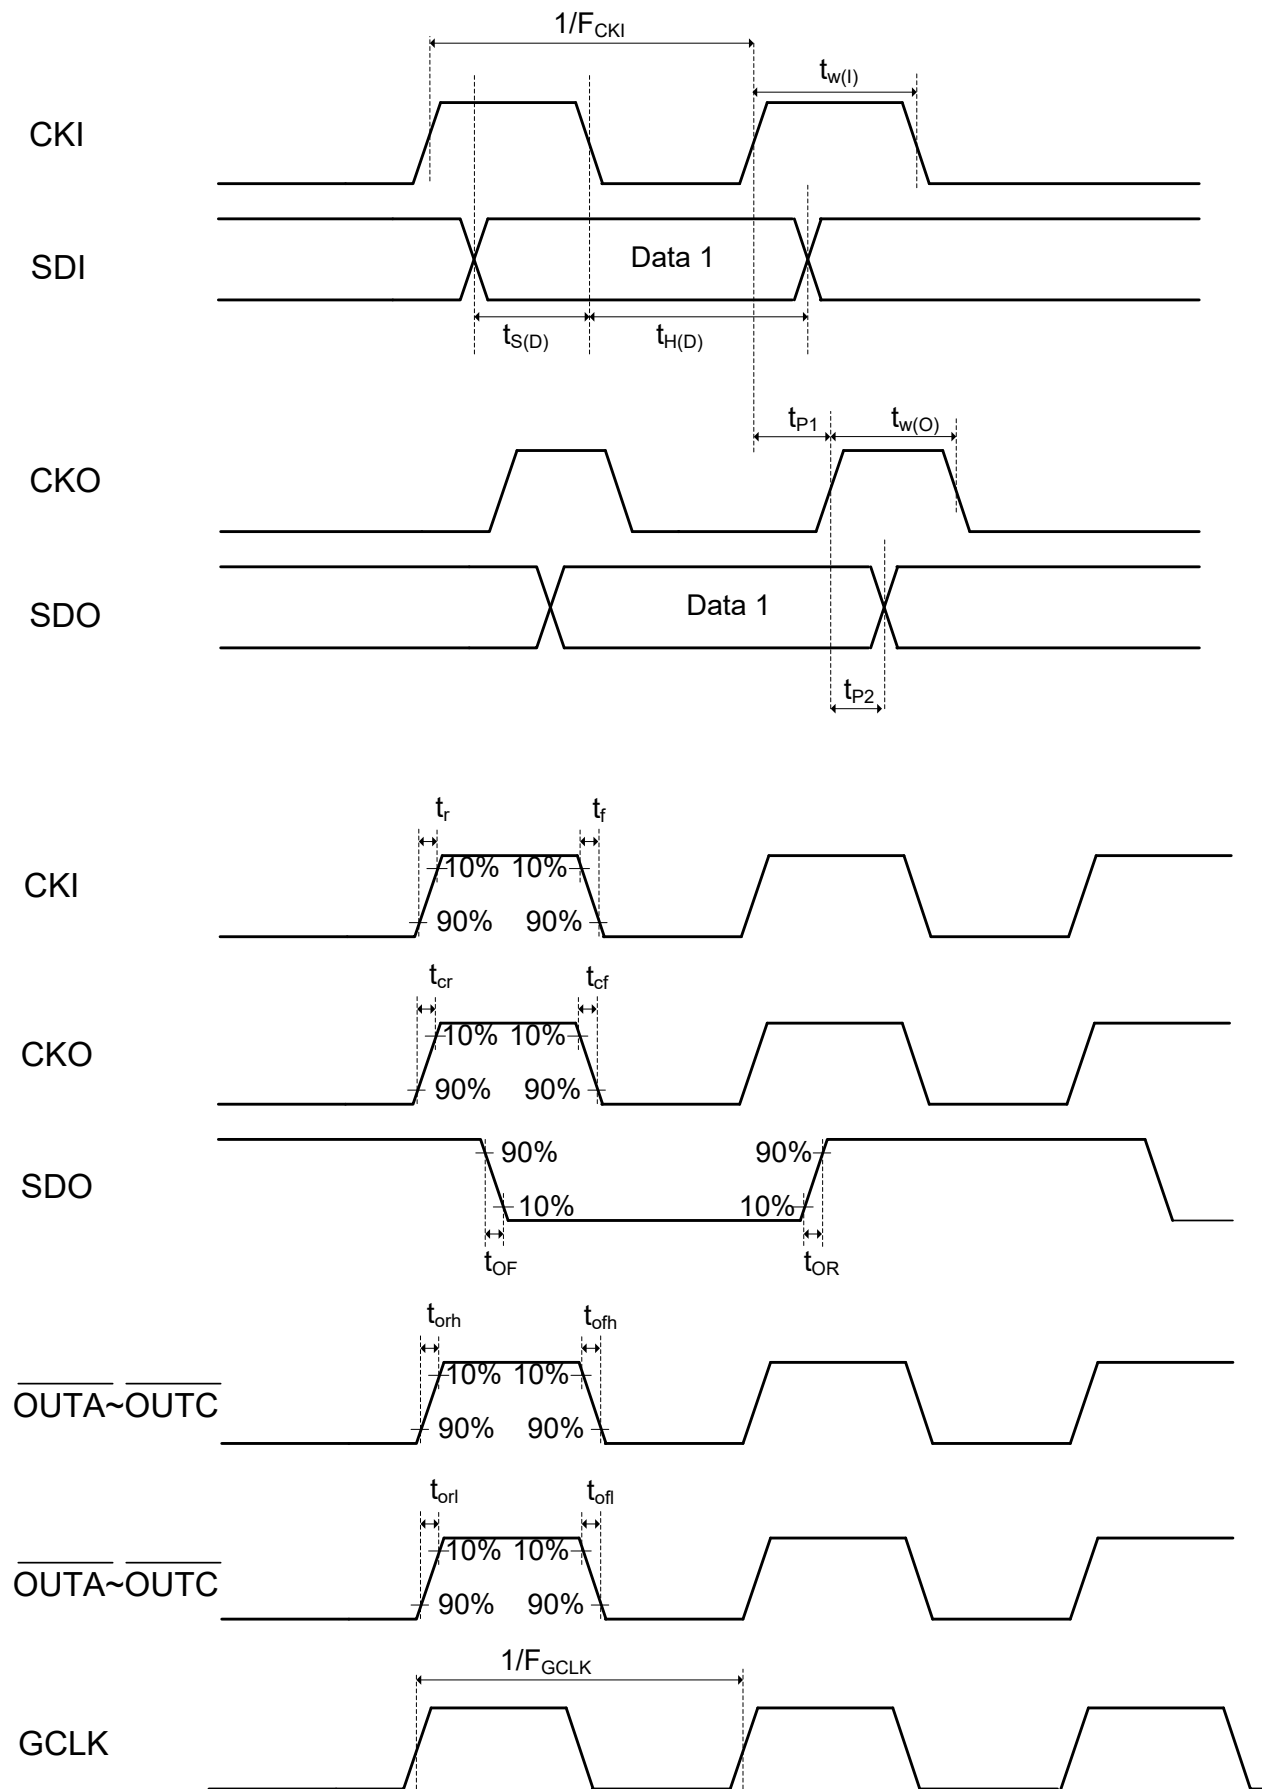 1/FCKI
tw(I)
CKI
SDI
Data 1
tS(D)
tH(D)
tP1
tw(O)
CKO
SDO
Data 1
tP2
tr
tf
CKI
10%
10%
90%
90%
tcr
tcf
CKO
10%
10%
90%
90%
SDO
90%
90%
10%
10%
tOF
tOR
torh
tofh
OUTA~OUTC
10%
10%
90%
90%
torl
tofl
OUTA~OUTC
10%
10%
90%
90%
1/FGCLK
GCLK